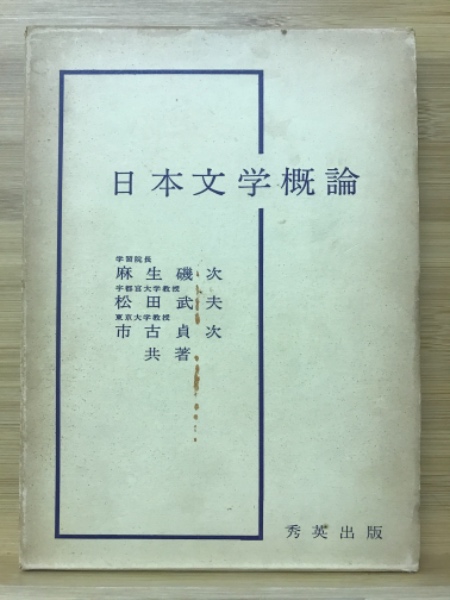 日本文学概論
学習院長
麻生磯次
宇都宮大学教授
松田武夫
東京大学教授
市古貞次
共著
秀英出版